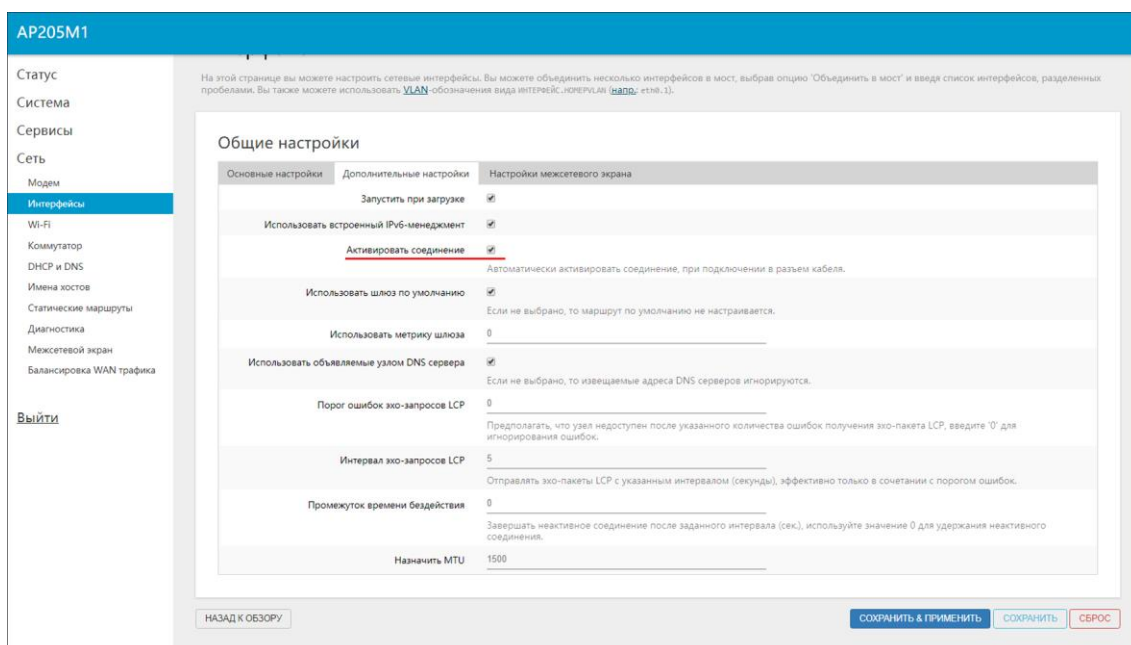 AP205M1
Статус
Система
Сервисы
Сеть
Модем
Интерфейсы
Wi-Fi
Коммутатор
DHCP и DNS
Имена хостов
Статические маршруты
Диагностика
Межсетевой экран
Балансировка WAN трафика
Выйти
На этой странице вы можете настроить сетевые интерфейсы. Вы можете объединить несколько интерфейсов в мост, выбрав опцию 'Объединить в мост' и введя список интерфейсов, разделенных
пробелами. Вы также можете использовать VLAN-обозначения вида ИНТЕРФЕЙС.НОМЕРVLAN (напр.: eth0.1).
Общие настройки
Основные настройки Дополнительные настройки Настройки межсетевого экрана
Запустить при загрузке
Использовать встроенный IPv6-менеджмент
Активировать соединение
Автоматически активировать соединение, при подключении в разъем кабеля.
Использовать шлюз по умолчанию
Если не выбрано, то маршрут по умолчанию не настраивается.
Использовать метрику шлюза 0
Использовать объявляемые узлом DNS сервера
Если не выбрано, то извещаемые адреса DNS серверов игнорируются.
Порог ошибок эхо-запросов LCP 0
Предполагать, что узел недоступен после указанного количества ошибок получения эхо-пакета LCP, введите '0' для
игнорирования ошибок.
Интервал эхо-запросов LCP 5
Отправлять эхо-пакеты LCP с указанным интервалом (секунды), эффективно только в сочетании с порогом ошибок.
Промежуток времени бездействия 0
Завершать неактивное соединение после заданного интервала (сек.), используйте значение 0 для удержания неактивного
соединения.
Назначить MTU 1500
НАЗАД К ОБЗОРУ СОХРАНИТЬ & ПРИМЕНИТЬ СОХРАНИТЬ СБРОС